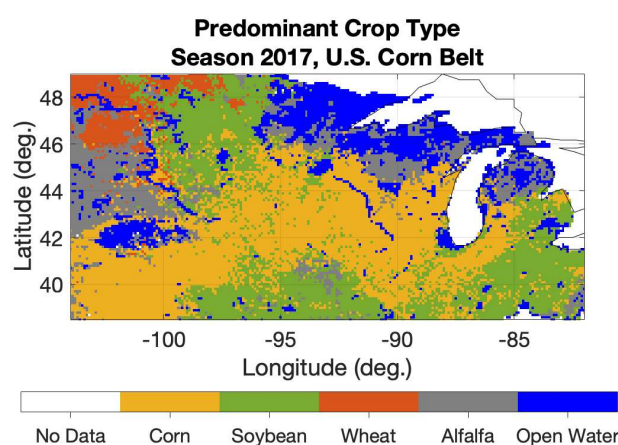 Predominant Crop Type
Season 2017, U.S. Corn Belt
48
46
44
42
40
Latitude (deg.)
-100 -95 -90 -85
Longitude (deg.)
No Data Corn Soybean Wheat Alfalfa Open Water